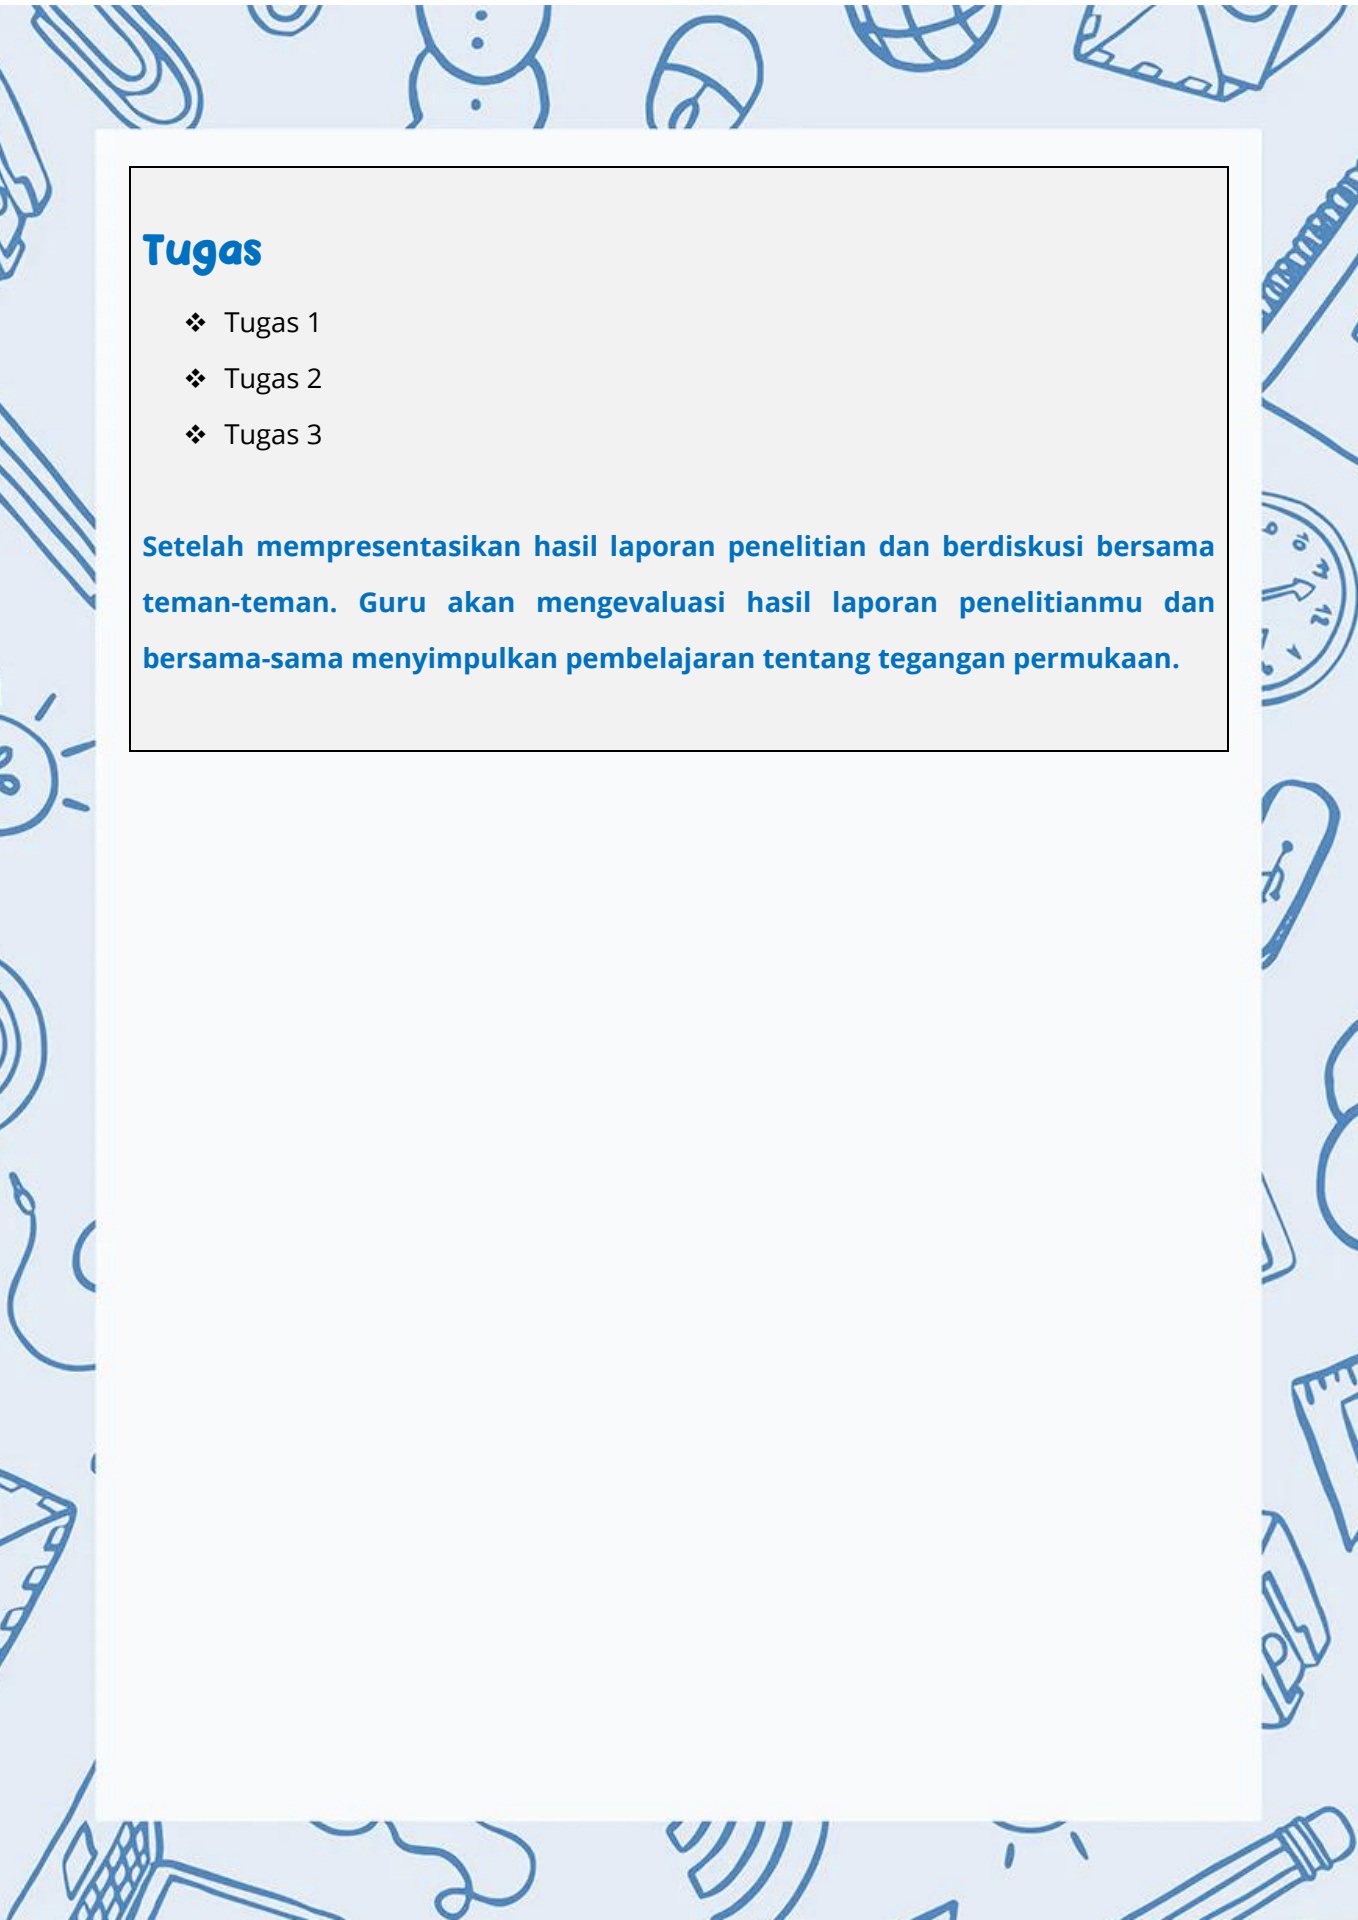 Tugas
❖ Tugas 1
❖ Tugas 2
❖ Tugas 3
Setelah mempresentasikan hasil laporan penelitian dan berdiskusi bersama
teman-teman. Guru akan mengevaluasi hasil laporan penelitianmu dan
bersama-sama menyimpulkan pembelajaran tentang tegangan permukaan.